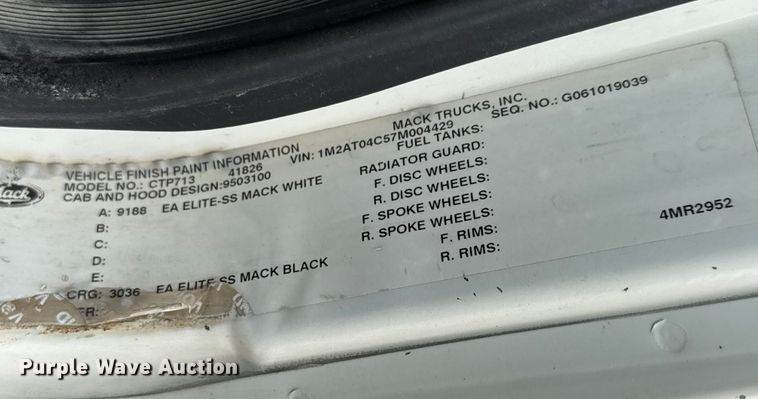 MACK TRUCKS, INC.
VEHICLE FINISH PAINT INFORMATION
VIN: 1M2AT04C57M004429
SEQ. NO.: G061019039
MODEL NO.: CTP713 41826
FUEL TANKS:
CAB AND HOOD DESIGN:9503100
RADIATOR GUARD:
A: 9188 EA ELITE-SS MACK WHITE
F. DISC WHEELS:
B:
R. DISC WHEELS:
C:
F. SPOKE WHEELS:
D:
R. SPOKE WHEELS:
E:
F. RIMS:
4MR2952
CRG: 3036 EA ELITE-SS MACK BLACK
R. RIMS:
Mack
Purple Wave Auction